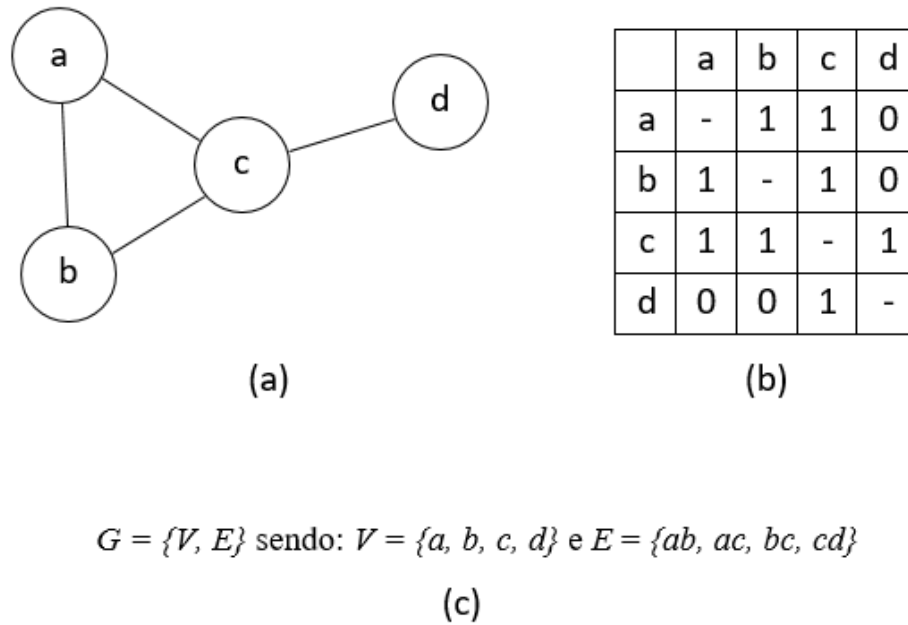 a
d
c
b
a b c d
a - 1 1 0
b 1 - 1 0
c 1 1 - 1
d 0 0 1 -
(a)
(b)
G = {V, E} sendo: V = {a, b, c, d} e E = {ab, ac, bc, cd}
(c)